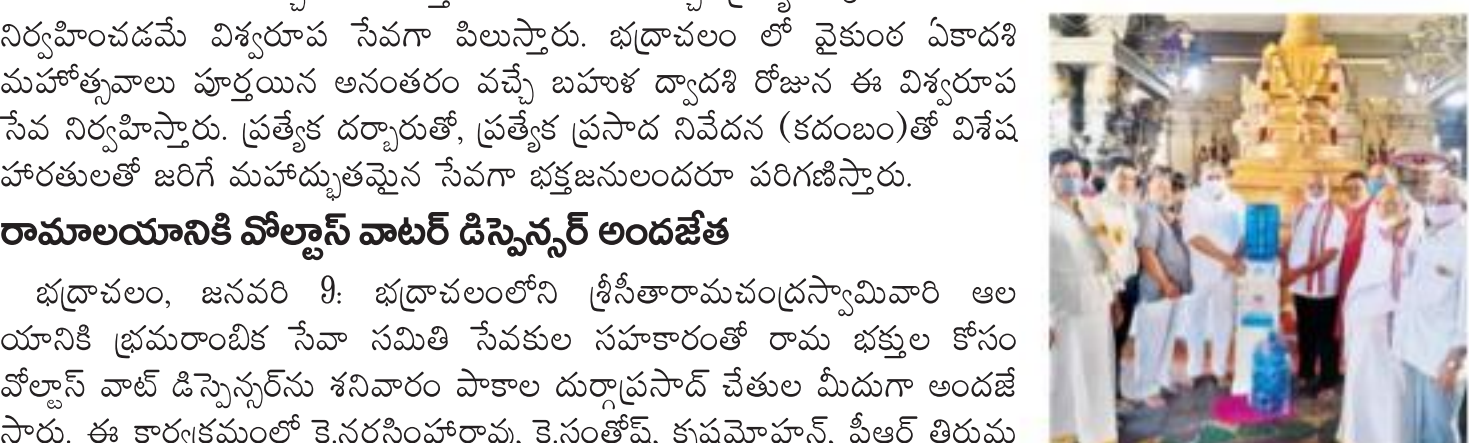 నిర్వహించడమే విశ్వరూప సేవగా పిలుస్తారు. భద్రాచలం లో వైకుంఠ ఏకాదశి
మహోత్సవాలు పూర్తయిన అనంతరం వచ్చే బహుళ ద్వాదశి రోజున ఈ విశ్వరూప
సేవ నిర్వహిస్తారు. ప్రత్యేక దర్బారుతో, ప్రత్యేక ప్రసాద నివేదన (కదంబం)తో విశేష
హారతులతో జరిగే మహాద్భుతమైన సేవగా భక్తజనులందరూ పరిగణిస్తారు.
రామాలయానికి వోల్టాస్ వాటర్ డిస్పెన్సర్ అందజేత
భద్రాచలం, జనవరి 9: భద్రాచలంలోని శ్రీసీతారామచంద్రస్వామివారి ఆల
యానికి భ్రమరాంబిక సేవా సమితి సేవకుల సహకారంతో రామ భక్తుల కోసం
వోల్టాస్ వాట్ డిస్పెన్సర్‌ను శనివారం పాకాల దుర్గాప్రసాద్ చేతుల మీదుగా అందజే
సారు. ఈ కార్యక్రమంలో కె.నరసింహారావు, కె.సంతోష్, కృష్ణమోహన్, పీఆర్ తిరుమ